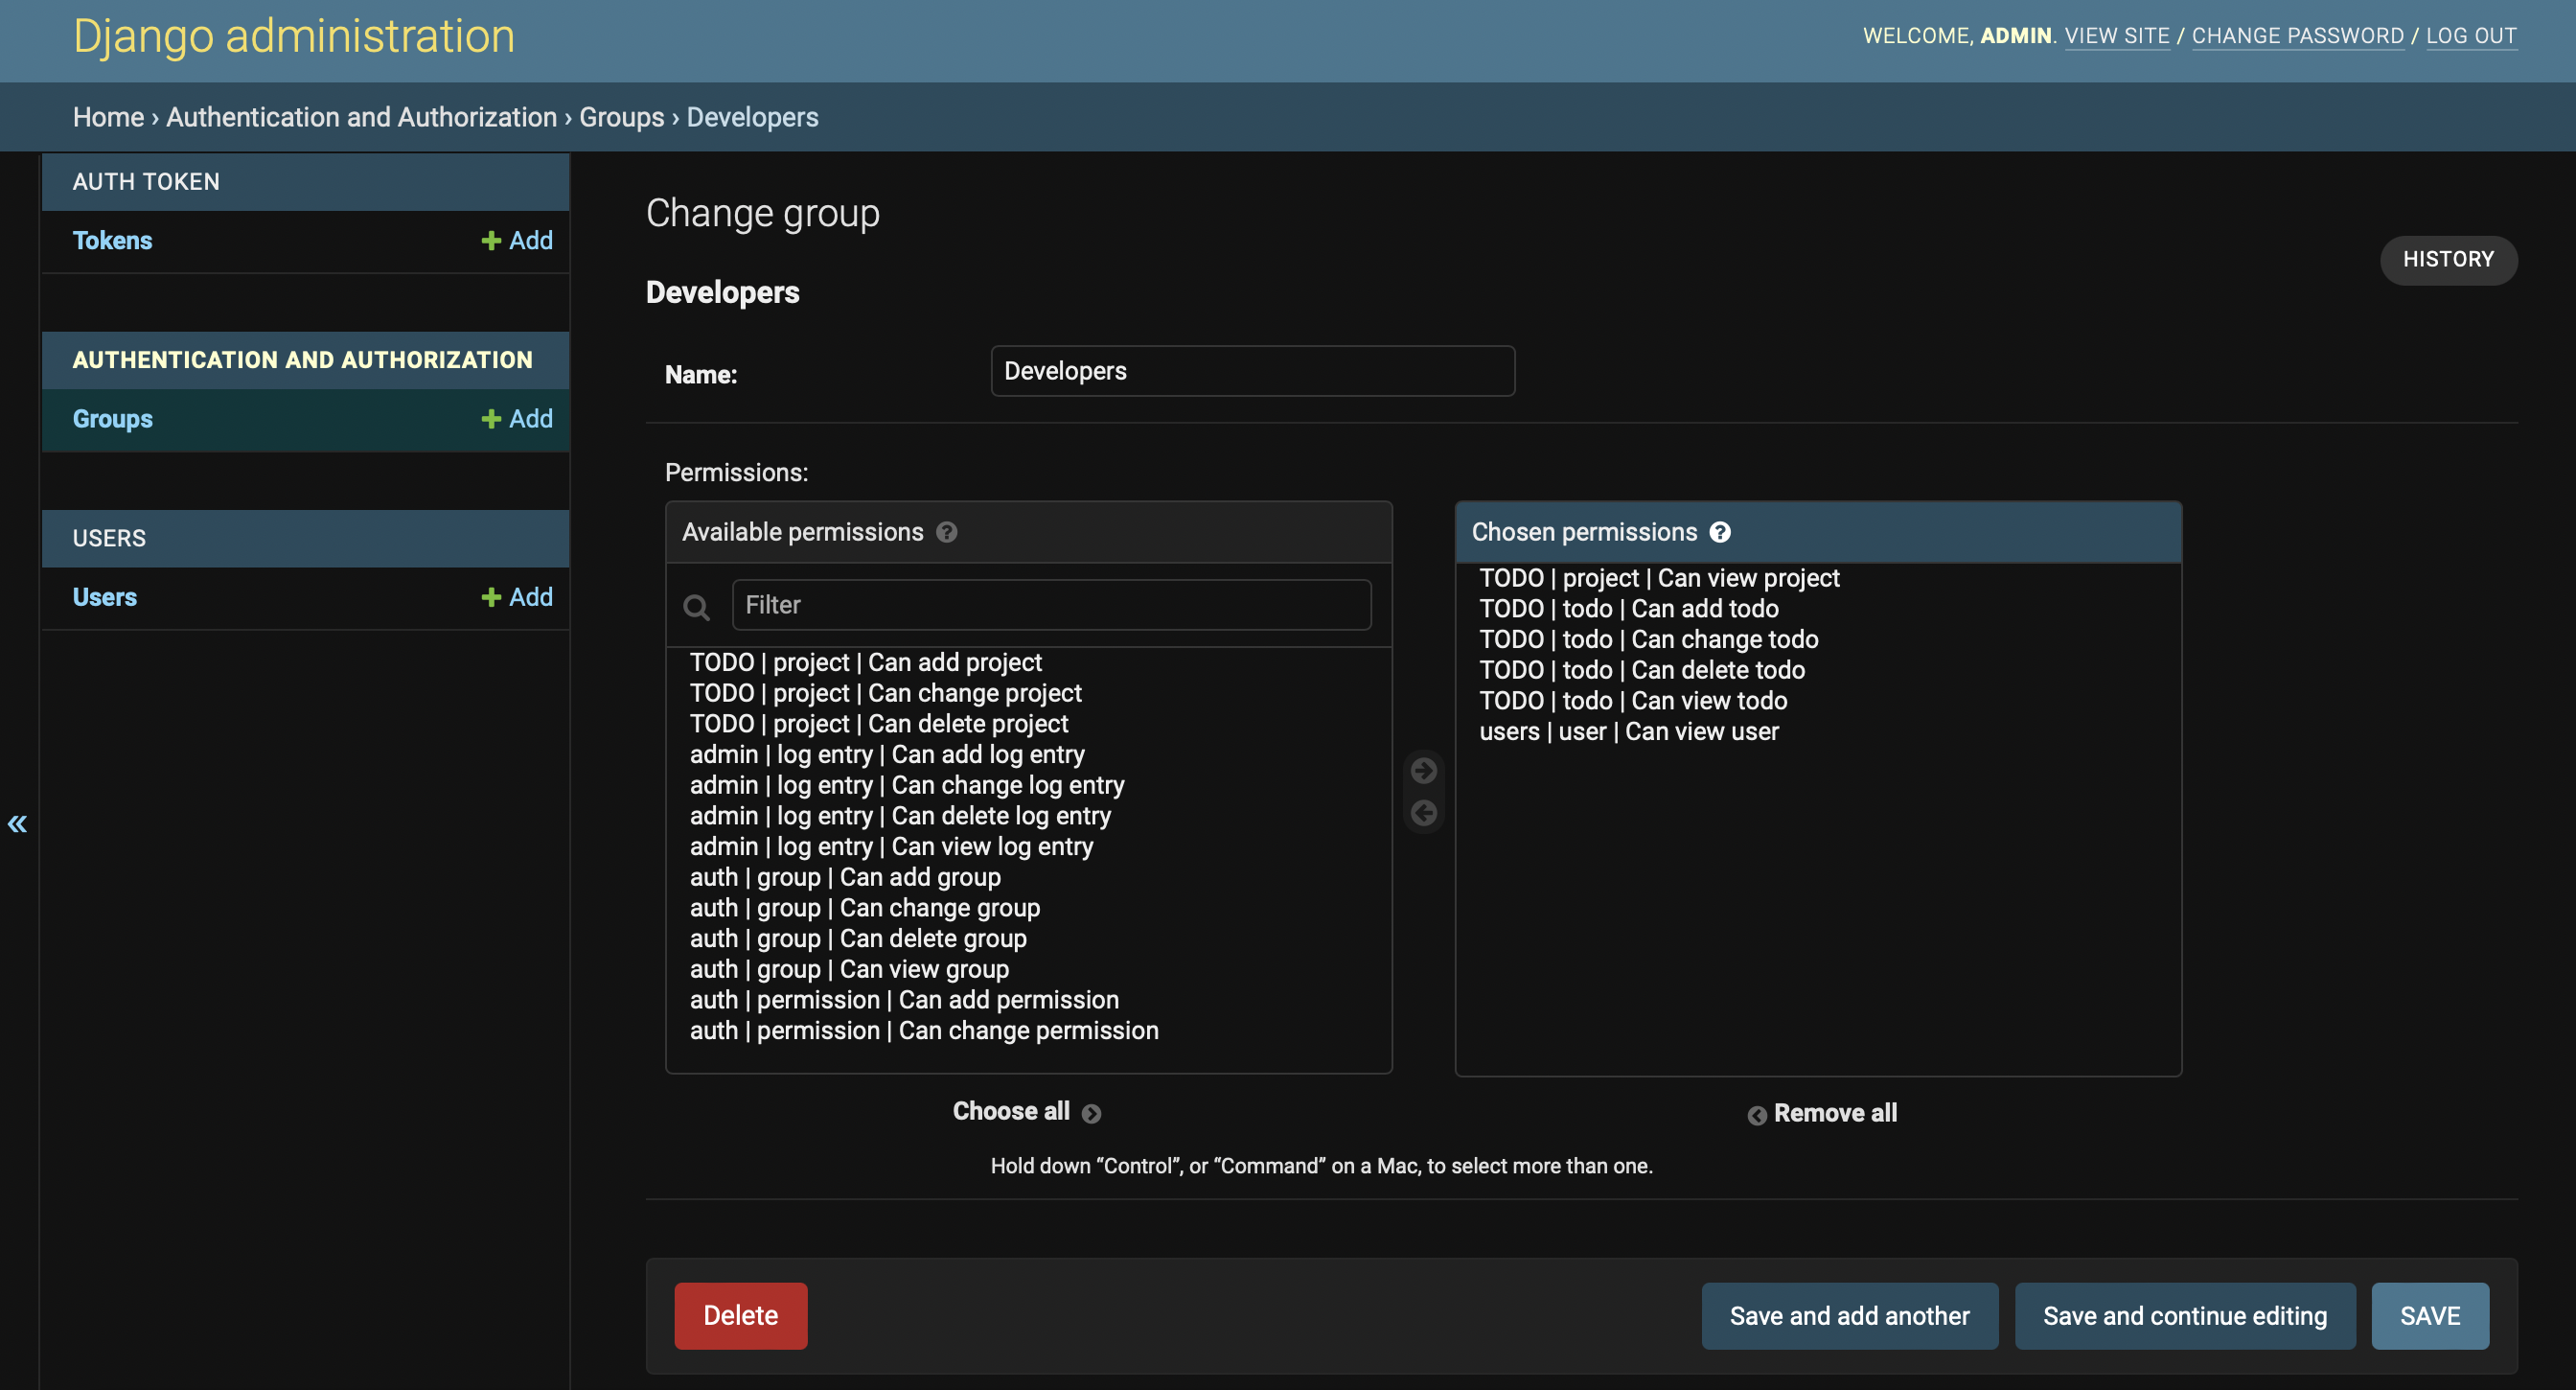 Django administration
WELCOME, ADMIN. VIEW SITE / CHANGE PASSWORD / LOG OUT
Home › Authentication and Authorization › Groups › Developers
AUTH TOKEN
Tokens
Add
AUTHENTICATION AND AUTHORIZATION
Groups
Add
USERS
Users
Add
«
Change group
HISTORY
Developers
Name:
Developers
Permissions:
Available permissions ?
Filter
TODO | project | Can add project
TODO | project | Can change project
TODO | project | Can delete project
admin | log entry | Can add log entry
admin | log entry | Can change log entry
admin | log entry | Can delete log entry
admin | log entry | Can view log entry
auth | group | Can add group
auth | group | Can change group
auth | group | Can delete group
auth | group | Can view group
auth | permission | Can add permission
auth | permission | Can change permission
Choose all
Chosen permissions ?
TODO | project | Can view project
TODO | todo | Can add todo
TODO | todo | Can change todo
TODO | todo | Can delete todo
TODO | todo | Can view todo
users | user | Can view user
Remove all
Hold down “Control”, or “Command” on a Mac, to select more than one.
Delete
Save and add another
Save and continue editing
SAVE